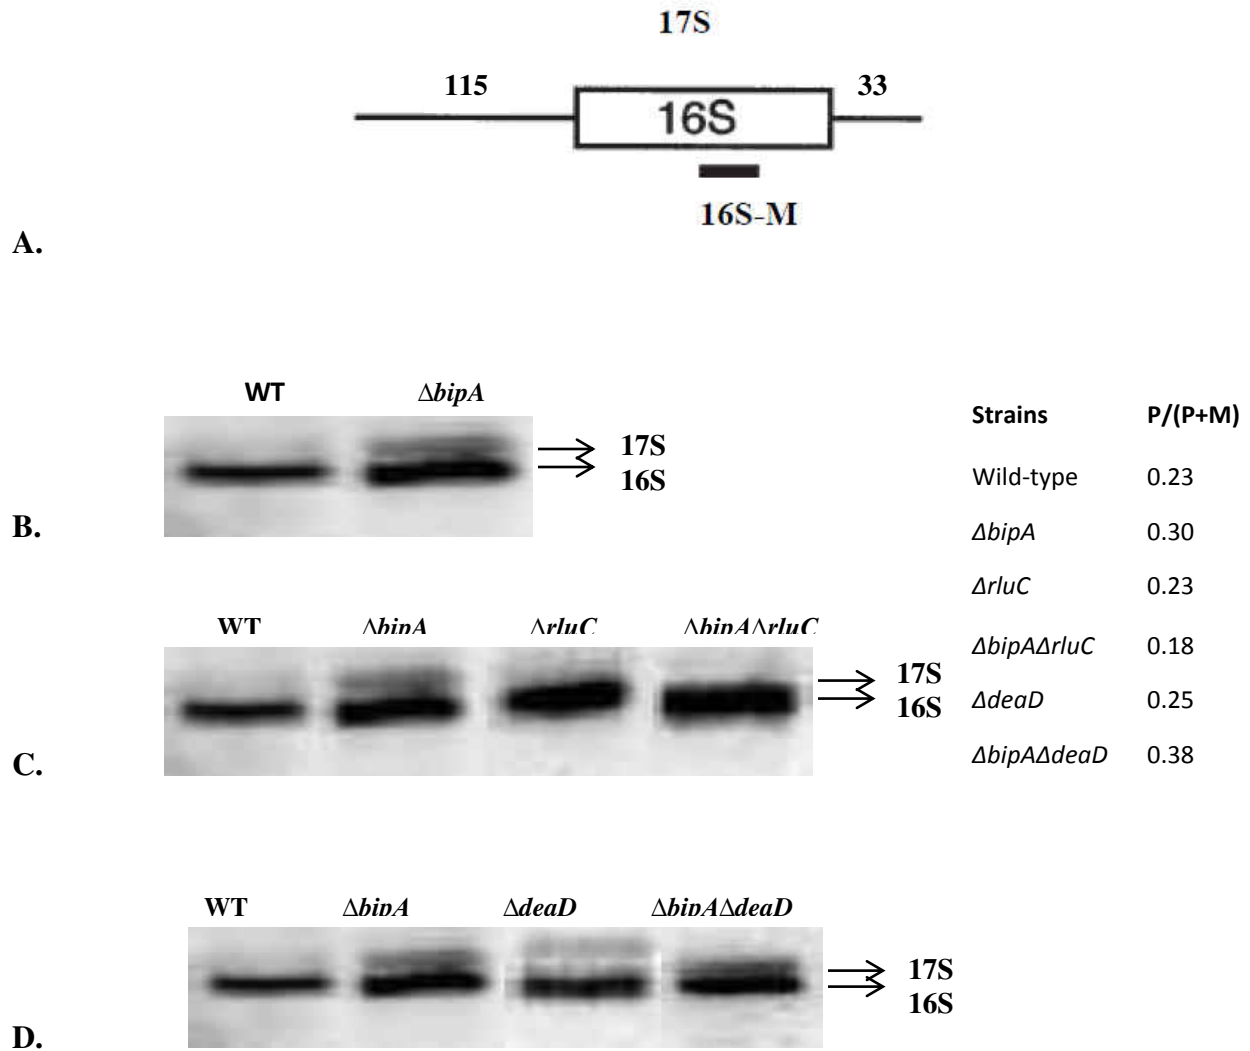 17S
115
33
16S
16S-M
A.
WT ΔbipA
17S
16S
B.
WT ΔbipA ΔrluC ΔbipAΔrluC
17S
16S
C.
WT ΔbipA ΔdeaD ΔbipAΔdeaD
17S
16S
D.
Strains P/(P+M)
Wild-type 0.23
ΔbipA 0.30
ΔrluC 0.23
ΔbipAΔrluC 0.18
ΔdeaD 0.25
ΔbipAΔdeaD 0.38